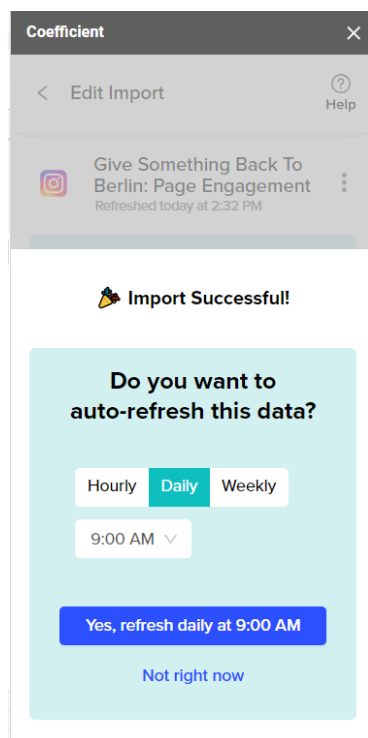 Coefficient
Edit Import
Help
Give Something Back To
Berlin: Page Engagement
Refreshed today at 2:32 PM
Import Successful!
Do you want to
auto-refresh this data?
Hourly Daily Weekly
9:00 AM
Yes, refresh daily at 9:00 AM
Not right now